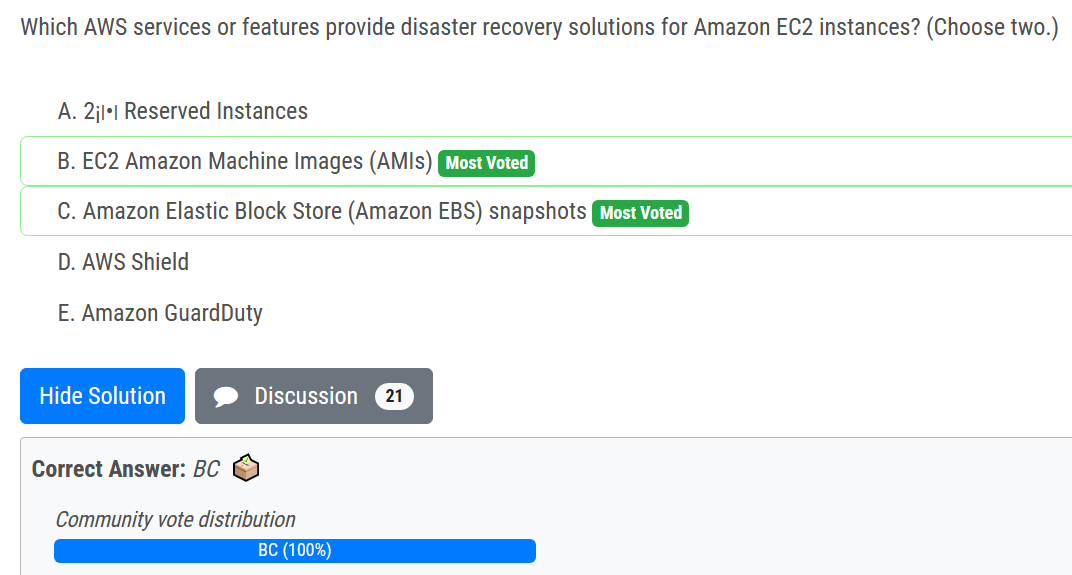 Which AWS services or features provide disaster recovery solutions for Amazon EC2 instances? (Choose two.)
A. 2¡|•| Reserved Instances
B. EC2 Amazon Machine Images (AMIs) Most Voted
C. Amazon Elastic Block Store (Amazon EBS) snapshots Most Voted
D. AWS Shield
E. Amazon GuardDuty
Hide Solution Discussion 21
Correct Answer: BC
Community vote distribution
BC (100%)